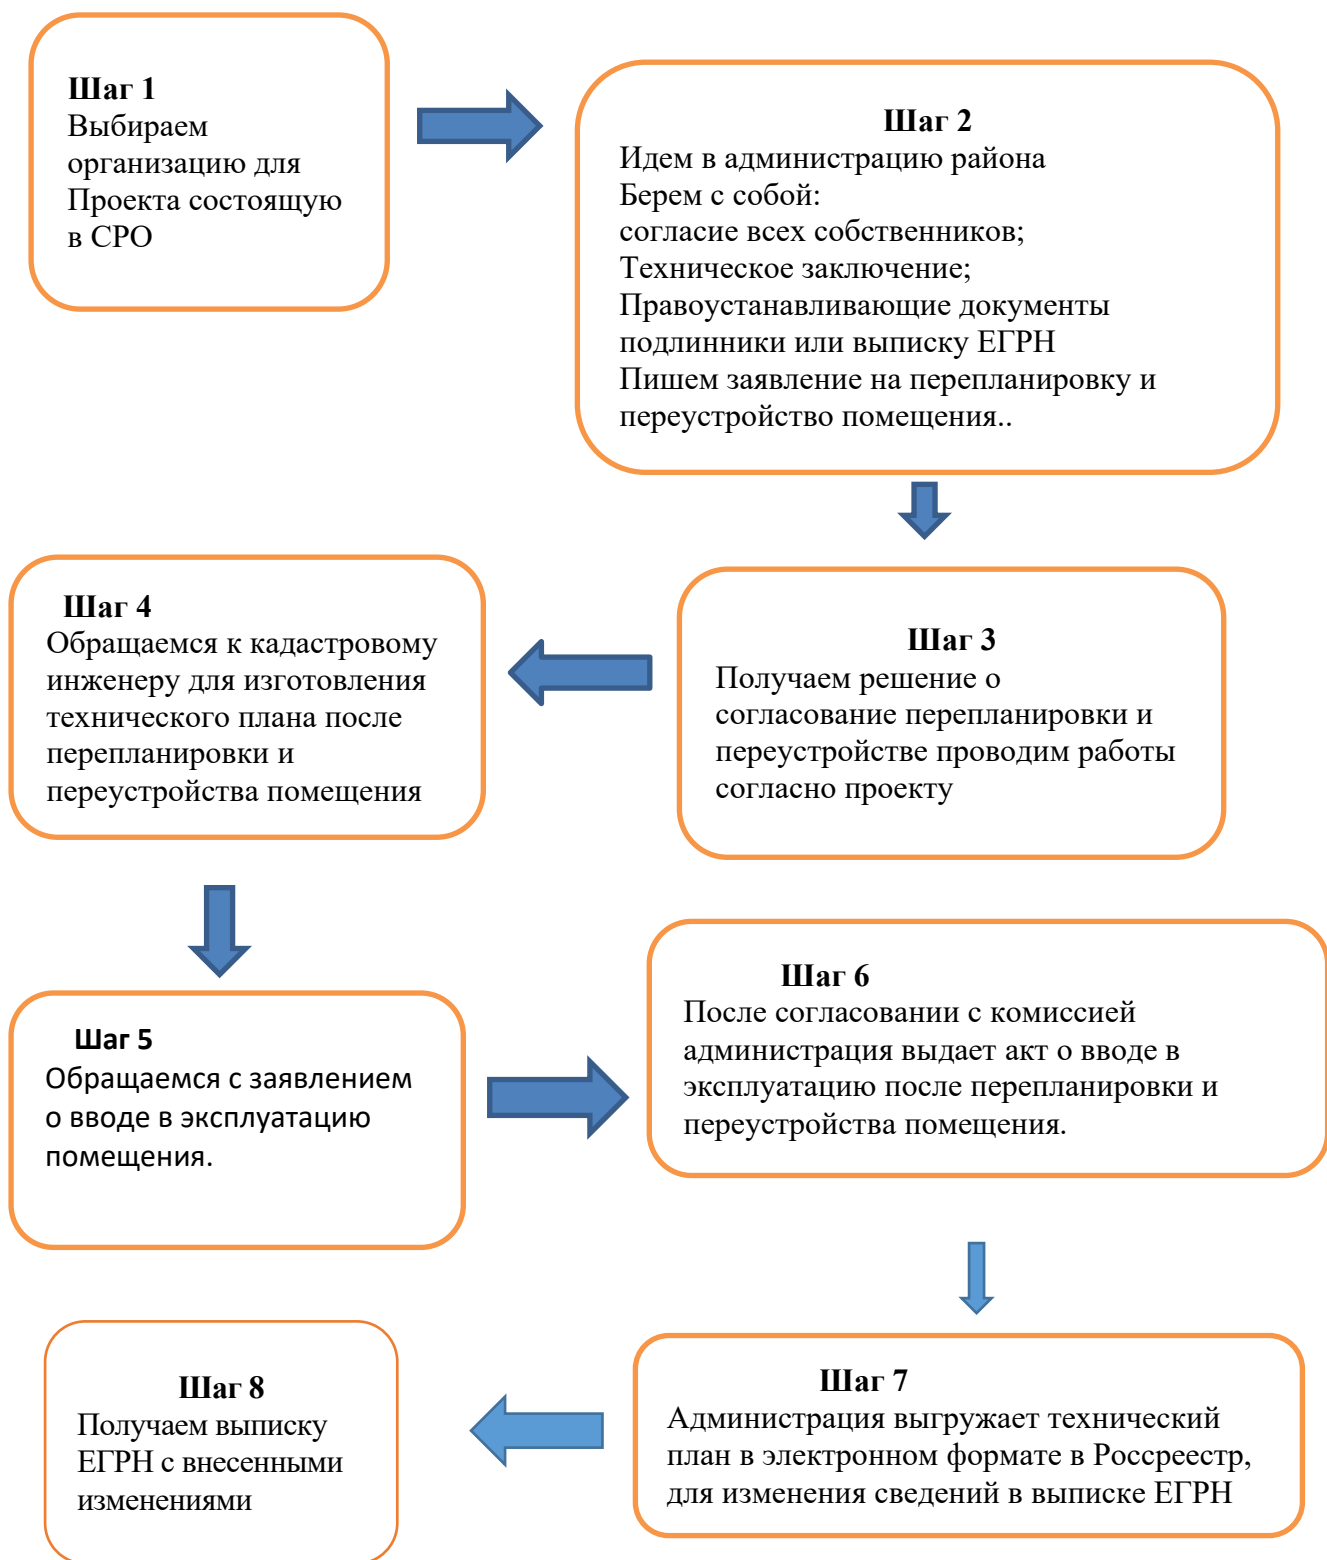 Шаг 1
Выбираем
организацию для
Проекта состоящую
в СРО
Шаг 2
Идем в администрацию района
Берем с собой:
согласие всех собственников;
Техническое заключение;
Правоустанавливающие документы
подлинники или выписку ЕГРН
Пишем заявление на перепланировку и
переустройство помещения..
Шаг 3
Получаем решение о
согласование перепланировки и
переустройстве проводим работы
согласно проекту
Шаг 4
Обращаемся к кадастровому
инженеру для изготовления
технического плана после
перепланировки и
переустройства помещения
Шаг 5
Обращаемся с заявлением
о вводе в эксплуатацию
помещения.
Шаг 6
После согласовании с комиссией
администрация выдает акт о вводе в
эксплуатацию после перепланировки и
переустройства помещения.
Шаг 7
Администрация выгружает технический
план в электронном формате в Россреестр,
для изменения сведений в выписке ЕГРН
Шаг 8
Получаем выписку
ЕГРН с внесенными
изменениями